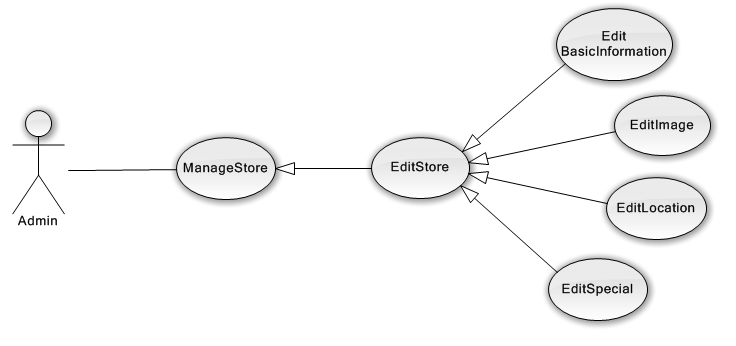 Edit
BasicInformation
EditImage
ManageStore
EditStore
EditLocation
Admin
EditSpecial